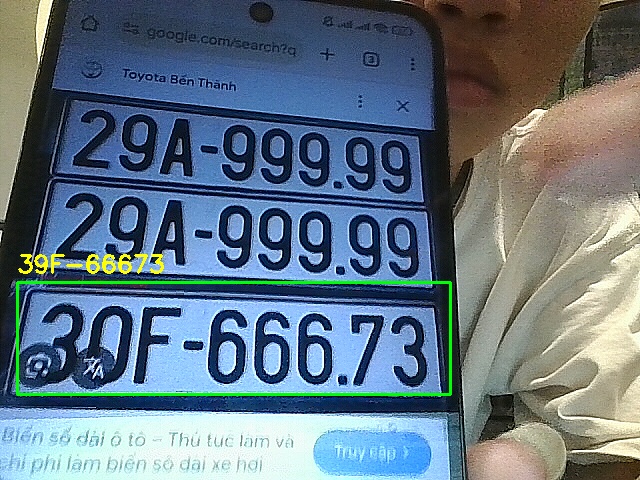 google.com/search?q
3
Toyota Bến Thành
29A-999.99
29A-999.99
39F-66673
30F-666.73
Biển số dài ô tô – Thủ tục làm và
chi phí làm biển số dài xe hơi
Truy cập